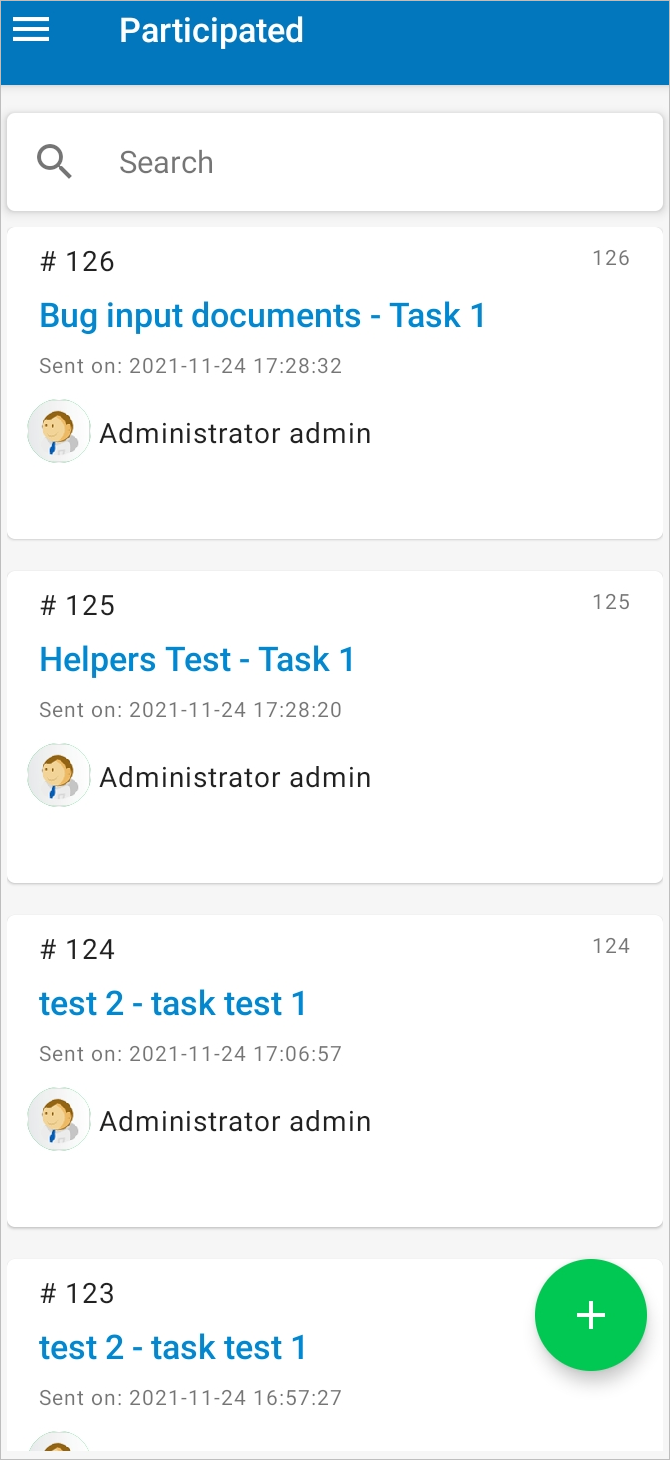 Participated
Search
# 126
126
Bug input documents - Task 1
Sent on: 2021-11-24 17:28:32
Administrator admin
# 125
125
Helpers Test - Task 1
Sent on: 2021-11-24 17:28:20
Administrator admin
# 124
124
test 2 - task test 1
Sent on: 2021-11-24 17:06:57
Administrator admin
# 123
test 2 - task test 1
Sent on: 2021-11-24 16:57:27